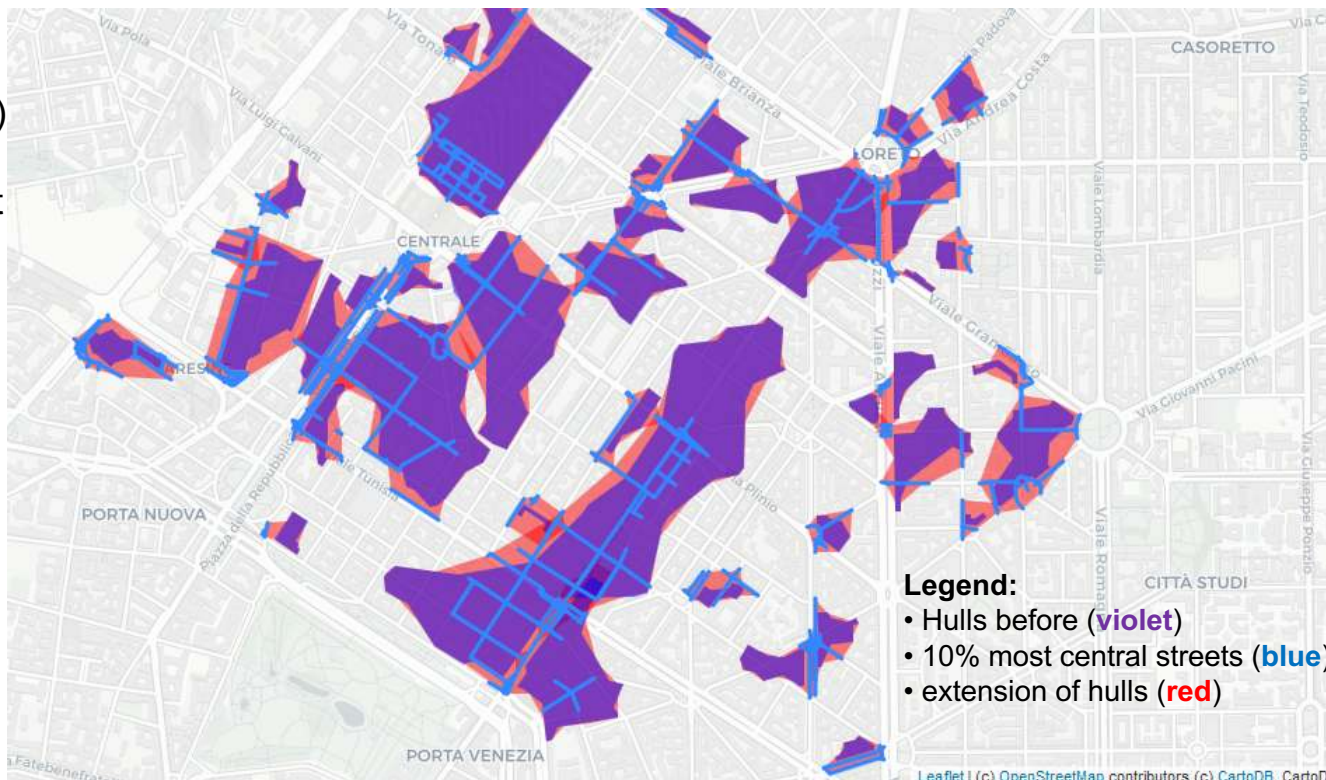 Via Pola
Via Tonale
Via Padova
CASORETTO
Viale Brianza
Via Andrea Costa
Via Teodosio
)
Via Luigi Galvani
LORETO
t
Viale Lombardia
CENTRALE
Viale Gran
Via Giovanni Pacini
Via Plinio
Viale Tunisia
Piazza della Repubblica
PORTA NUOVA
Via Giuseppe Ponzio
Viale Romagna
CITTÀ STUDI
Legend:
• Hulls before (violet)
• 10% most central streets (blue)
• extension of hulls (red)
PORTA VENEZIA
a Fatebenefrat
Leaflet | (c) OpenStreetMap contributors (c) CartoDB, CartoD